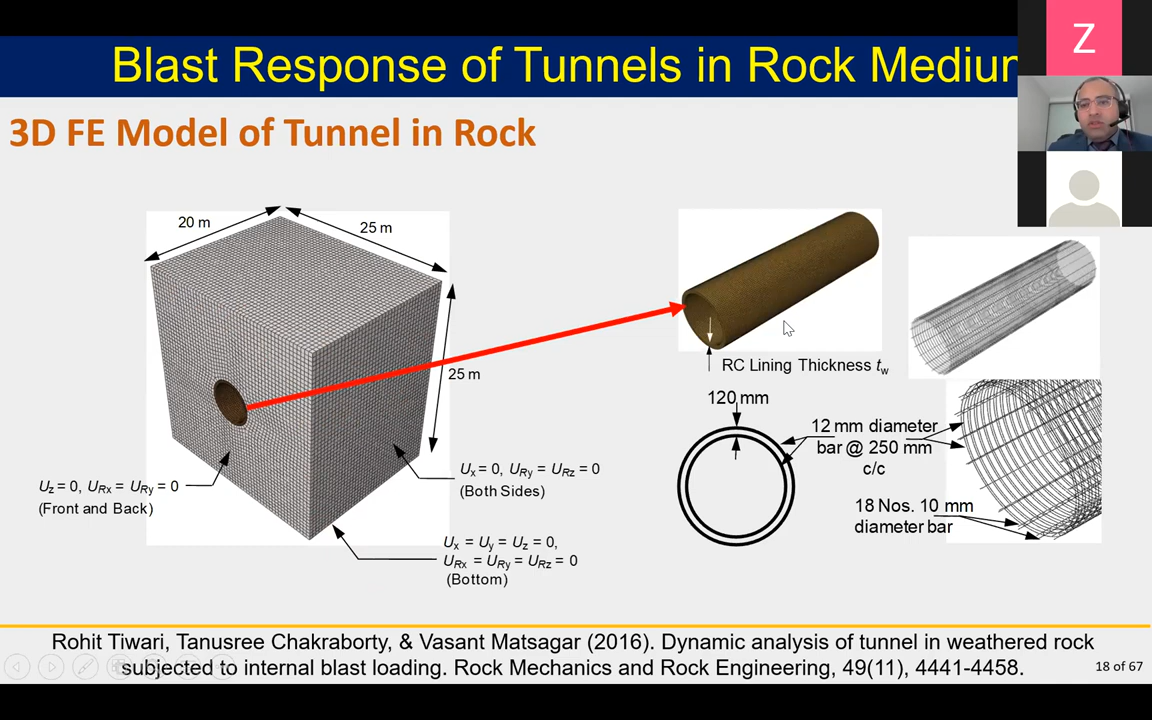 Blast Response of Tunnels in Rock Medium
Z
3D FE Model of Tunnel in Rock
20 m
25 m
25 m
RC Lining Thickness tw
120 mm
12 mm diameter
bar @ 250 mm
c/c
18 Nos. 10 mm
diameter bar
Uz = 0, URx = URy = 0
(Front and Back)
Ux = 0, URy = URz = 0
(Both Sides)
Ux = Uy = Uz = 0,
URx = URy = URz = 0
(Bottom)
Rohit Tiwari, Tanusree Chakraborty, & Vasant Matsagar (2016). Dynamic analysis of tunnel in weathered rock
subjected to internal blast loading. Rock Mechanics and Rock Engineering, 49(11), 4441-4458.
18 of 67